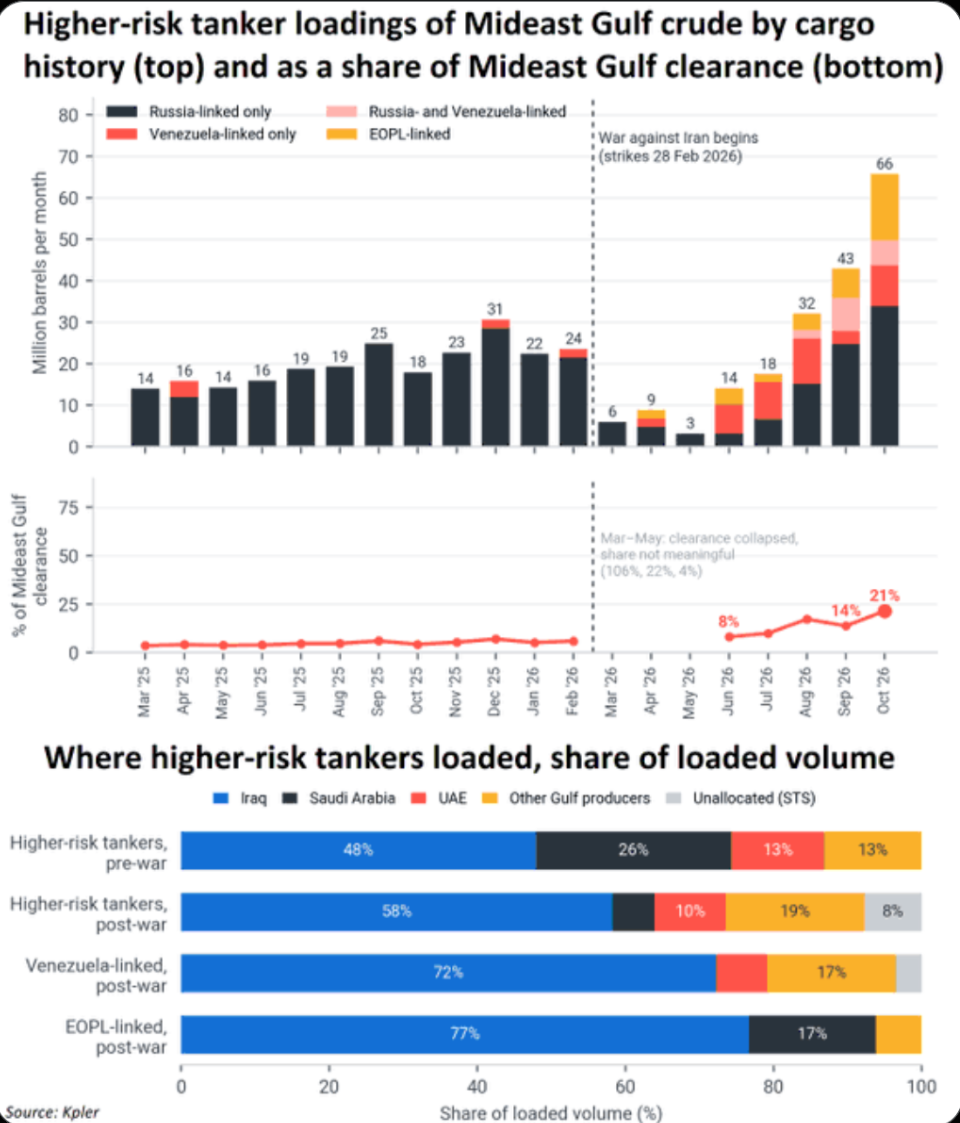 Higher-risk tanker loadings of Mideast Gulf crude by cargo
history (top) and as a share of Mideast Gulf clearance (bottom)
Russia-linked only
Russia- and Venezuela-linked
Venezuela-linked only
EOPL-linked
War against Iran begins
(strikes 28 Feb 2026)
Million barrels per month
80
70
60
50
40
30
20
10
0
14
16
14
16
19
19
25
18
23
31
22
24
6
9
3
14
18
32
43
66
% of Mideast Gulf
clearance
75
50
25
0
Mar–May: clearance collapsed,
share not meaningful
(106%, 22%, 4%)
8%
14%
21%
Mar '25
Apr '25
May '25
Jun '25
Jul '25
Aug '25
Sep '25
Oct '25
Nov '25
Dec '25
Jan '26
Feb '26
Mar '26
Apr '26
May '26
Jun '26
Jul '26
Aug '26
Sep '26
Oct '26
Where higher-risk tankers loaded, share of loaded volume
Iraq
Saudi Arabia
UAE
Other Gulf producers
Unallocated (STS)
Higher-risk tankers,
pre-war
48%
26%
13%
13%
Higher-risk tankers,
post-war
58%
10%
19%
8%
Venezuela-linked,
post-war
72%
17%
EOPL-linked,
post-war
77%
17%
0
20
40
60
80
100
Share of loaded volume (%)
Source: Kpler